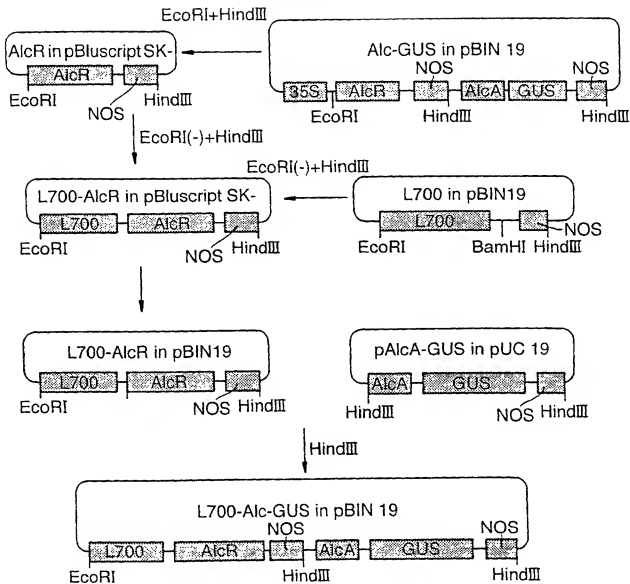 EcoRI+HindⅢ
AlcR in pBluscript SK-
AlcR
EcoRI
NOS
HindⅢ
Alc-GUS in pBIN 19
NOS
NOS
35S
AlcR
AlcA
GUS
EcoRI
HindⅢ
HindⅢ
EcoRI(-)+HindⅢ
EcoRI(-)+HindⅢ
L700-AlcR in pBluscript SK-
L700
AlcR
EcoRI
NOS
HindⅢ
L700 in pBIN19
L700
EcoRI
BamHI
NOS
HindⅢ
L700-AlcR in pBIN19
L700
AlcR
EcoRI
NOS
HindⅢ
pAlcA-GUS in pUC 19
AlcA
GUS
HindⅢ
NOS
HindⅢ
HindⅢ
L700-Alc-GUS in pBIN 19
NOS
NOS
L700
AlcR
AlcA
GUS
EcoRI
HindⅢ
HindⅢ